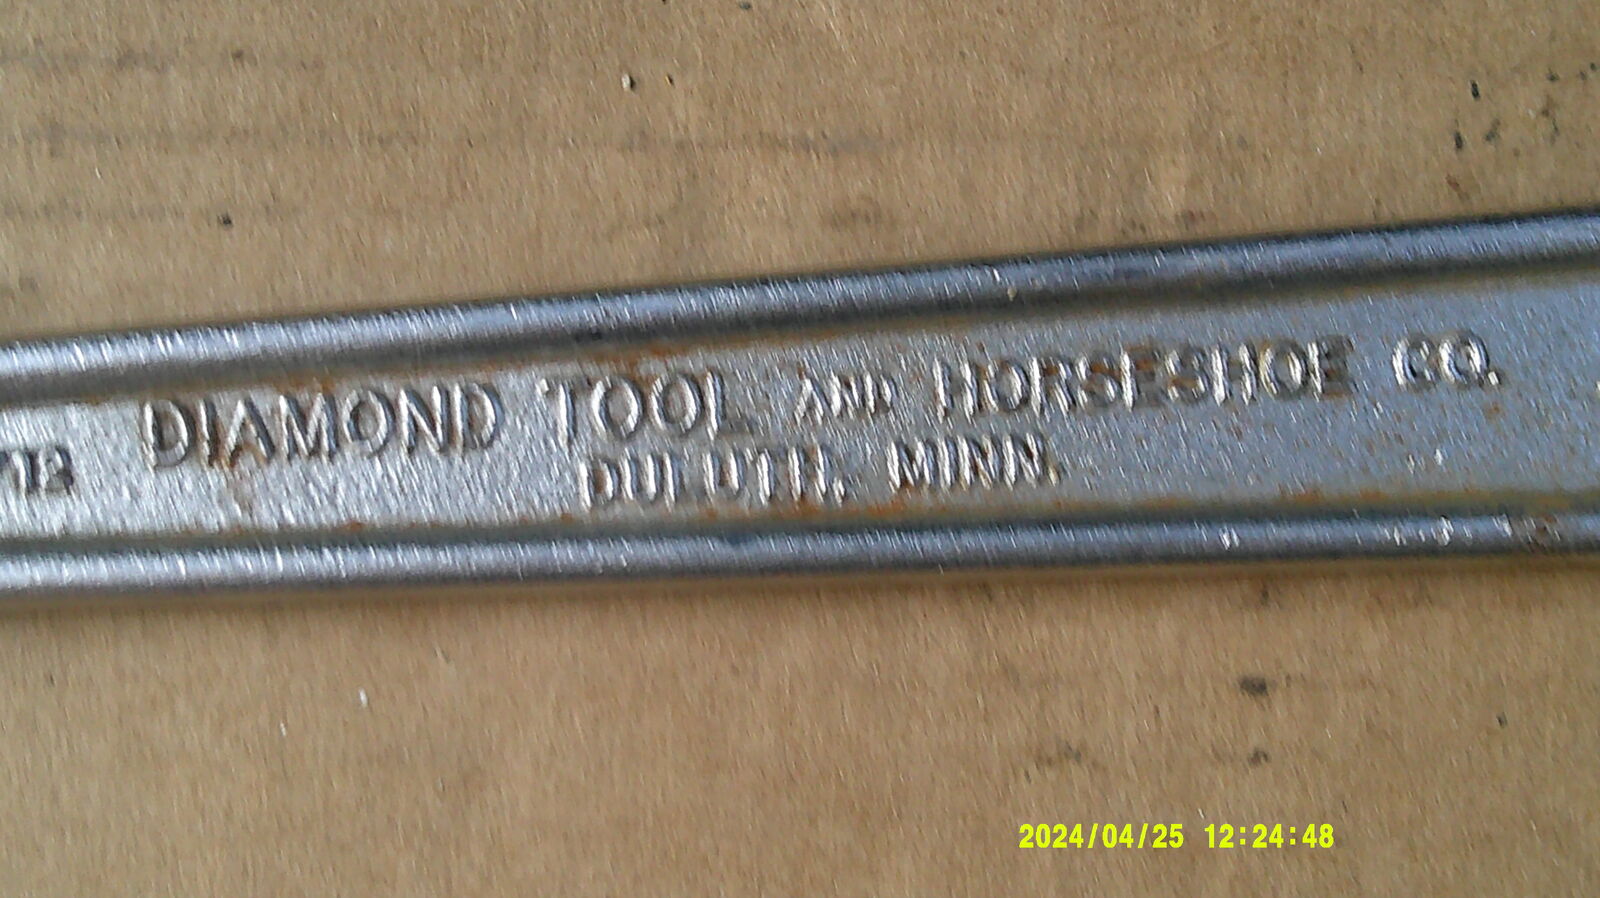 DIAMOND TOOL AND HORSESHOE CO.
DULUTH, MINN.
2024/04/25 12:24:48